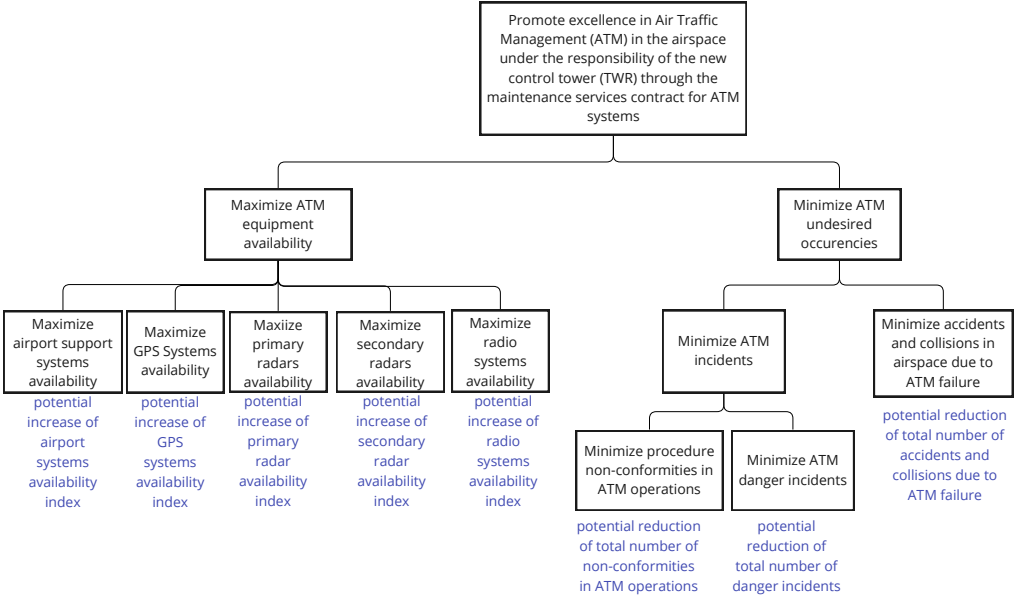 Promote excellence in Air Traffic
Management (ATM) in the airspace
under the responsibility of the new
control tower (TWR) through the
maintenance services contract for ATM
systems
Maximize ATM
equipment
availability
Minimize ATM
undesired
occurencies
Maximize
airport support
systems
availability
Maximize
GPS Systems
availability
Maxiize
primary
radars
availability
Maximize
secondary
radars
availability
Maximize
radio
systems
availability
Minimize ATM
incidents
Minimize accidents
and collisions in
airspace due to
ATM failure
potential
increase of
airport
systems
availability
index
potential
increase of
GPS
systems
availability
index
potential
increase of
primary
radar
availability
index
potential
increase of
secondary
radar
availability
index
potential
increase of
radio
systems
availability
index
potential reduction
of total number of
accidents and
collisions due to
ATM failure
Minimize procedure
non-conformities in
ATM operations
Minimize ATM
danger incidents
potential reduction
of total number of
non-conformities
in ATM operations
potential
reduction of
total number of
danger incidents